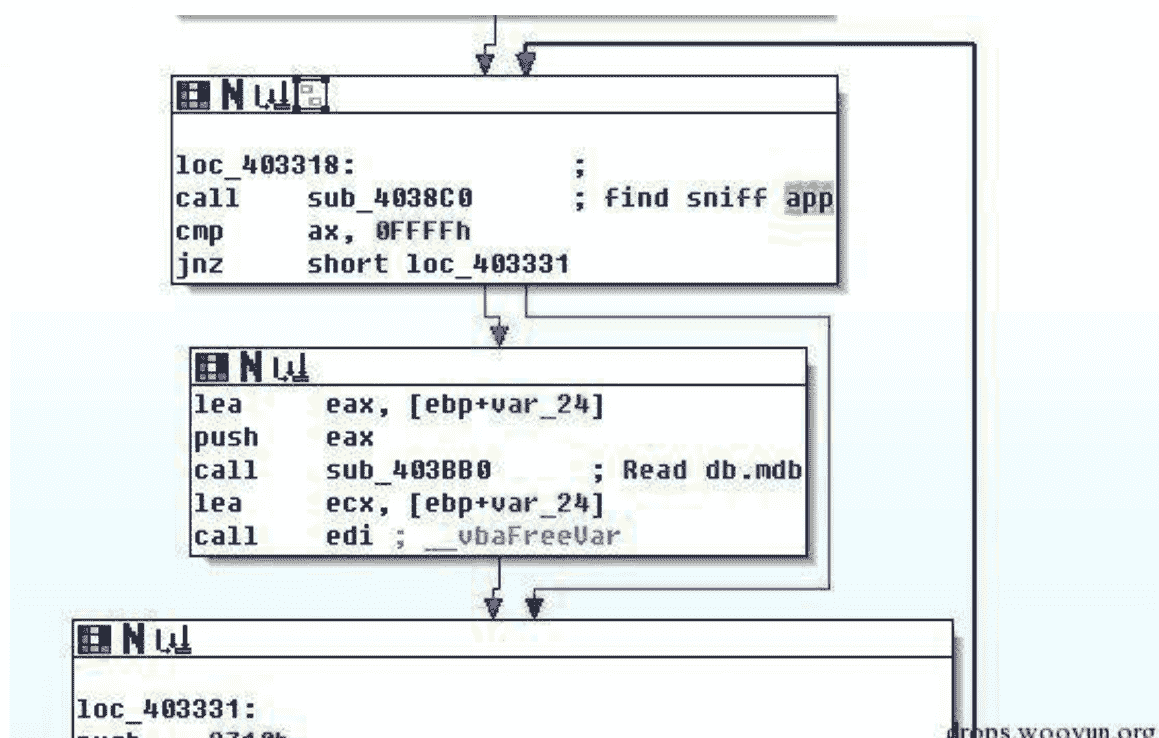 N
loc_403318: ;
call sub_4038C0 ; find sniff app
cmp ax, 0FFFFh
jnz short loc_403331
N
lea eax, [ebp+var_24]
push eax
call sub_403BB0 ; Read db.mdb
lea ecx, [ebp+var_24]
call edi ; __vbaFreeVar
N
loc_403331:
drops.wooyun.org